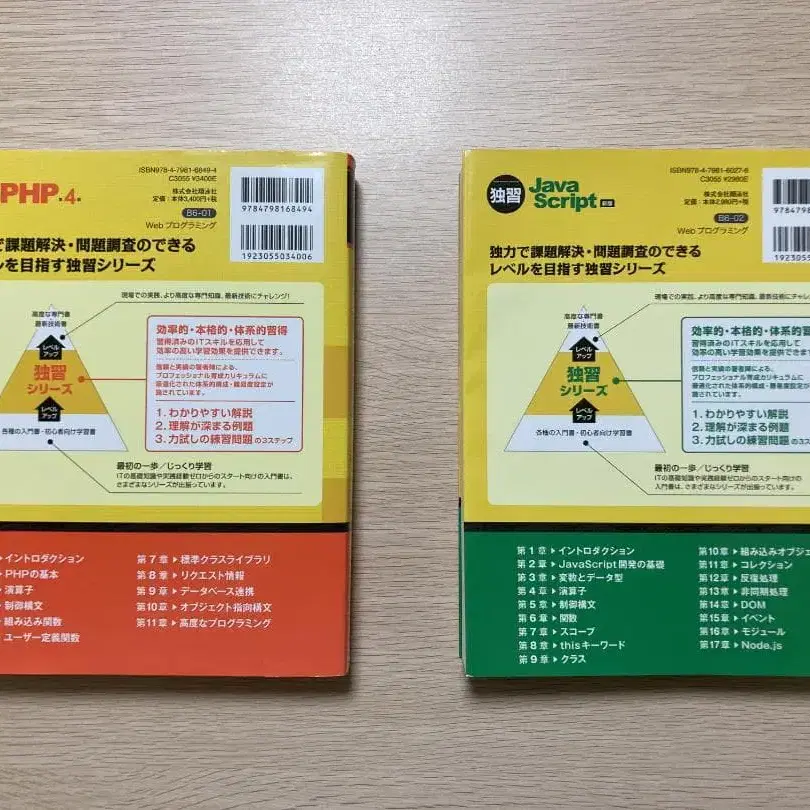 PHP 第4版
ISBN978-4-7981-6849-4
C3055 ¥3400E
株式会社翔泳社
定価:本体3,400円+税
B6-01
Web プログラミング
9784798168494
1923055034006
で課題解決・問題調査のできる
ルを目指す独習シリーズ
現場での実践、より高度な専門知識、最新技術にチャレンジ!
高度な専門書
最新技術書
レベル
アップ
独習
シリーズ
レベル
アップ
各種の入門書・初心者向け学習書
効率的・本格的・体系的習得
習得済みのITスキルを応用して
効率の高い学習効果を提供できます。
信頼と実績の著者陣による、
プロフェッショナル育成カリキュラムに
最適化された体系的構成・難易度設定が
施されています。
1. わかりやすい解説
2. 理解が深まる例題
3. 力試しの練習問題 の3ステップ
最初の一歩/じっくり学習
ITの基礎知識や実践経験ゼロからのスタート向けの入門書は、
さまざまなシリーズが出揃っています。
イントロダクション
PHPの基本
演算子
制御構文
組み込み関数
ユーザー定義関数
第7章 標準クラスライブラリ
第8章 リクエスト情報
第9章 データベース連携
第10章 オブジェクト指向構文
第11章 高度なプログラミング
独習
Java
Script 新版
ISBN978-4-7981-6027-6
C3055 ¥2980E
株式会社翔泳社
定価:本体2,980円+税
B6-02
Web プログラミング
独力で課題解決・問題調査のできる
レベルを目指す独習シリーズ
現場での実践、より高度な専門知識、最新技術にチャレン
高度な専門書
最新技術書
レベル
アップ
独習
シリーズ
レベル
アップ
各種の入門書・初心者向け学習書
効率的・本格的・体系的習
習得済みのITスキルを応用して
効率の高い学習効果を提供できます。
信頼と実績の著者陣による、
プロフェッショナル育成カリキュラムに
最適化された体系的構成・難易度設定が
施されています。
1. わかりやすい解説
2. 理解が深まる例題
3. 力試しの練習問題 の3ス
最初の一歩/じっくり学習
ITの基礎知識や実践経験ゼロからのスタート向けの
入門書は、さまざまなシリーズが出揃っています。
第1章 イントロダクション
第2章 JavaScript開発の基礎
第3章 変数とデータ型
第4章 演算子
第5章 制御構文
第6章 関数
第7章 スコープ
第8章 thisキーワード
第9章 クラス
第10章 組み込みオブジェ
第11章 コレクション
第12章 反復処理
第13章 非同期処理
第14章 DOM
第15章 イベント
第16章 モジュール
第17章 Node.js